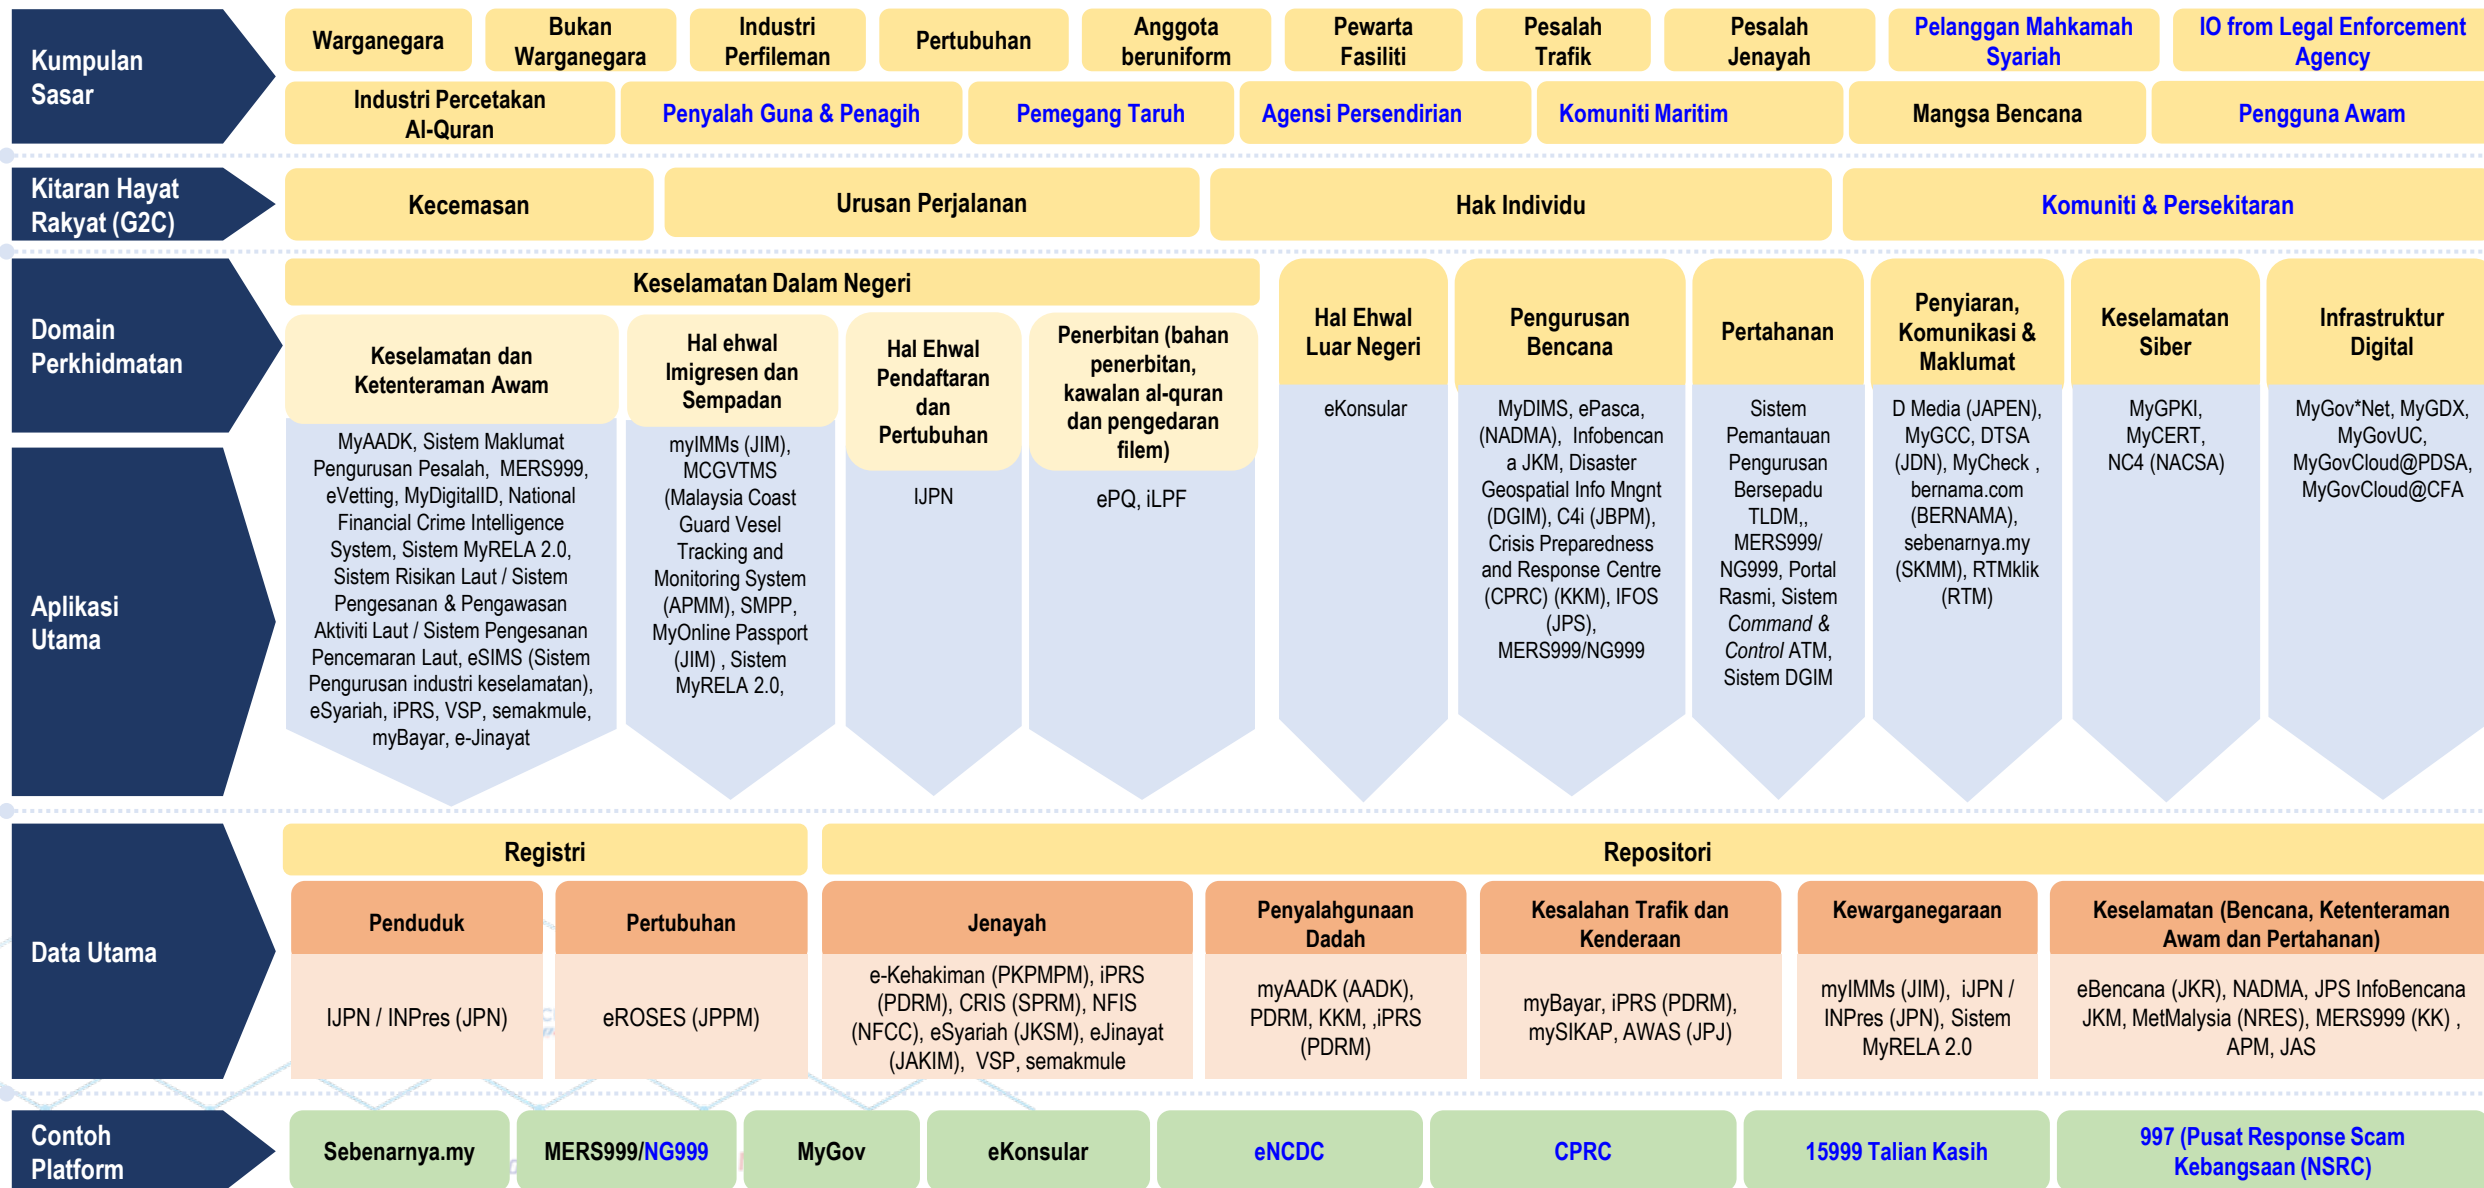 Kumpulan
Sasar
Warganegara
Bukan
Warganegara
Industri
Perfileman
Pertubuhan
Anggota
beruniform
Pewarta
Fasiliti
Pesalah
Trafik
Pesalah
Jenayah
Pelanggan Mahkamah
Syariah
IO from Legal Enforcement
Agency
Industri Percetakan
Al-Quran
Penyalah Guna & Penagih
Pemegang Taruh
Agensi Persendirian
Komuniti Maritim
Mangsa Bencana
Pengguna Awam
Kitaran Hayat
Rakyat (G2C)
Kecemasan
Urusan Perjalanan
Hak Individu
Komuniti & Persekitaran
Domain
Perkhidmatan
Keselamatan Dalam Negeri
Keselamatan dan
Ketenteraman Awam
Hal ehwal
Imigresen dan
Sempadan
Hal Ehwal
Pendaftaran
dan
Pertubuhan
Penerbitan (bahan
penerbitan,
kawalan al-quran
dan pengedaran
filem)
Hal Ehwal
Luar Negeri
Pengurusan
Bencana
Pertahanan
Penyiaran,
Komunikasi &
Maklumat
Keselamatan
Siber
Infrastruktur
Digital
Aplikasi
Utama
MyAADK, Sistem Maklumat
Pengurusan Pesalah, MERS999,
eVetting, MyDigitalID, National
Financial Crime Intelligence
System, Sistem MyRELA 2.0,
Sistem Risikan Laut / Sistem
Pengesanan & Pengawasan
Aktiviti Laut / Sistem Pengesanan
Pencemaran Laut, eSIMS (Sistem
Pengurusan industri keselamatan),
eSyariah, iPRS, VSP, semakmule,
myBayar, e-Jinayat
myIMMs (JIM),
MCGVTMS
(Malaysia Coast
Guard Vessel
Tracking and
Monitoring System
(APMM), SMPP,
MyOnline Passport
(JIM) , Sistem
MyRELA 2.0,
IJPN
ePQ, iLPF
eKonsular
MyDIMS, ePasca,
(NADMA), Infobencan
a JKM, Disaster
Geospatial Info Mngnt
(DGIM), C4i (JBPM),
Crisis Preparedness
and Response Centre
(CPRC) (KKM), IFOS
(JPS),
MERS999/NG999
Sistem
Pemantauan
Pengurusan
Bersepadu
TLDM,,
MERS999/
NG999, Portal
Rasmi, Sistem
Command &
Control ATM,
Sistem DGIM
D Media (JAPEN),
MyGCC, DTSA
(JDN), MyCheck ,
bernama.com
(BERNAMA),
sebenarnya.my
(SKMM), RTMklik
(RTM)
MyGPKI,
MyCERT,
NC4 (NACSA)
MyGov*Net, MyGDX,
MyGovUC,
MyGovCloud@PDSA,
MyGovCloud@CFA
Data Utama
Registri
Repositori
Penduduk
Pertubuhan
Jenayah
Penyalahgunaan
Dadah
Kesalahan Trafik dan
Kenderaan
Kewarganegaraan
Keselamatan (Bencana, Ketenteraman
Awam dan Pertahanan)
IJPN / INPres (JPN)
eROSES (JPPM)
e-Kehakiman (PKPMPM), iPRS
(PDRM), CRIS (SPRM), NFIS
(NFCC), eSyariah (JKSM), eJinayat
(JAKIM), VSP, semakmule
myAADK (AADK),
PDRM, KKM, ,iPRS
(PDRM)
myBayar, iPRS (PDRM),
mySIKAP, AWAS (JPJ)
myIMMs (JIM), iJPN /
INPres (JPN), Sistem
MyRELA 2.0
eBencana (JKR), NADMA, JPS InfoBencana
JKM, MetMalysia (NRES), MERS999 (KK) ,
APM, JAS
Contoh
Platform
Sebenarnya.my
MERS999/NG999
MyGov
eKonsular
eNCDC
CPRC
15999 Talian Kasih
997 (Pusat Response Scam
Kebangsaan (NSRC)